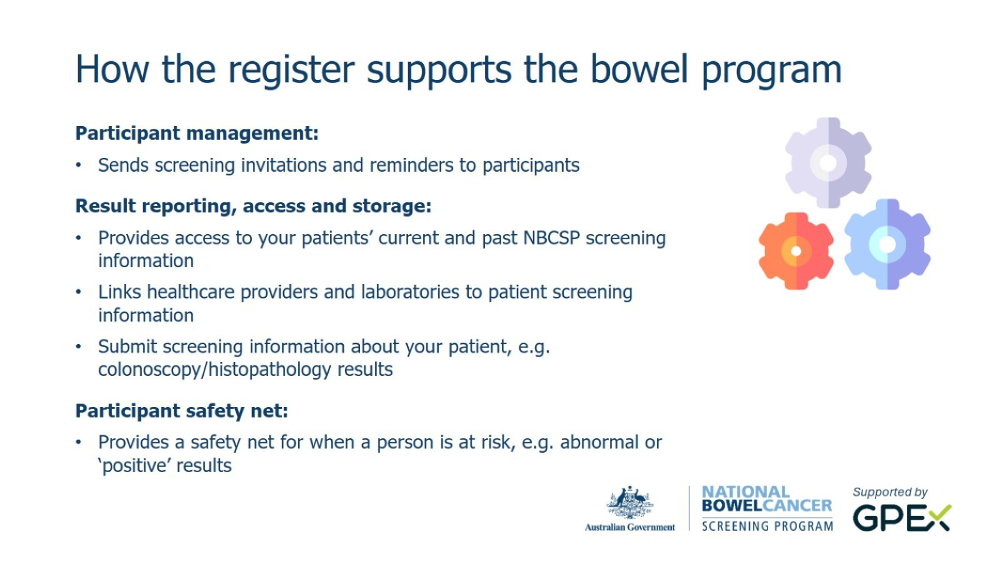 How the register supports the bowel program
Participant management:
• Sends screening invitations and reminders to participants
Result reporting, access and storage:
• Provides access to your patients’ current and past NBCSP screening
information
• Links healthcare providers and laboratories to patient screening
information
• Submit screening information about your patient, e.g.
colonoscopy/histopathology results
Participant safety net:
• Provides a safety net for when a person is at risk, e.g. abnormal or
‘positive’ results
Australian Government
NATIONAL
BOWELCANCER
SCREENING PROGRAM
Supported by
GPEx